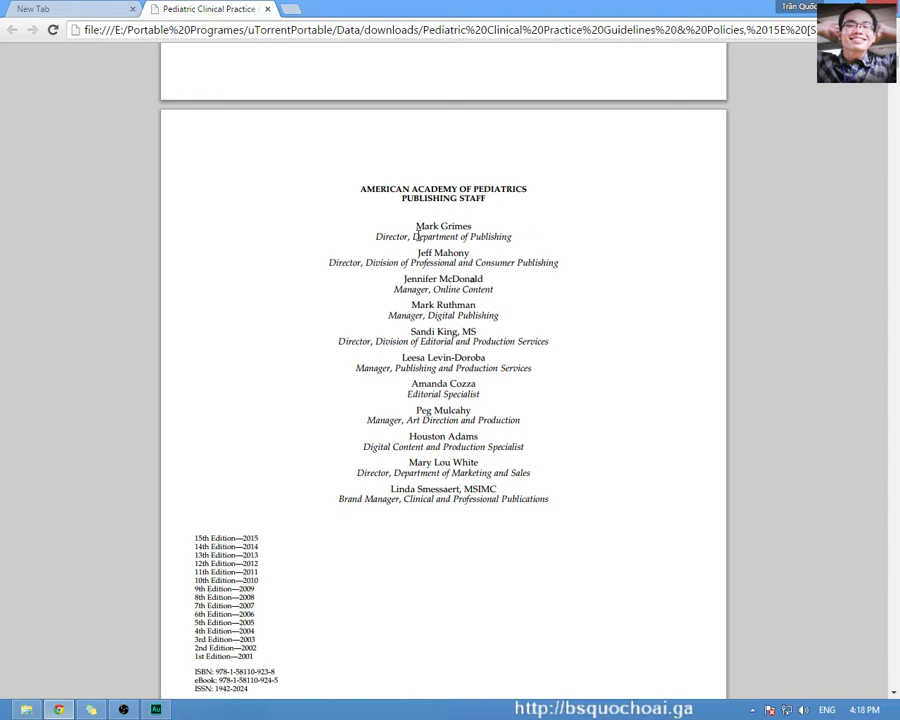 New Tab
Pediatric Clinical Practice
Trần Quốc
file:///E:/Portable%20Programes/uTorrentPortable/Data/downloads/Pediatric%20Clinical%20Practice%20Guidelines%20&%20Policies,%2015E%20[S
AMERICAN ACADEMY OF PEDIATRICS
PUBLISHING STAFF
Mark Grimes
Director, Department of Publishing
Jeff Mahony
Director, Division of Professional and Consumer Publishing
Jennifer McDonald
Manager, Online Content
Mark Ruthman
Manager, Digital Publishing
Sandi King, MS
Director, Division of Editorial and Production Services
Leesa Levin-Doroba
Manager, Publishing and Production Services
Amanda Cozza
Editorial Specialist
Peg Mulcahy
Manager, Art Direction and Production
Houston Adams
Digital Content and Production Specialist
Mary Lou White
Director, Department of Marketing and Sales
Linda Smessaert, MSIMC
Brand Manager, Clinical and Professional Publications
15th Edition—2015
14th Edition—2014
13th Edition—2013
12th Edition—2012
11th Edition—2011
10th Edition—2010
9th Edition—2009
8th Edition—2008
7th Edition—2007
6th Edition—2006
5th Edition—2005
4th Edition—2004
3rd Edition—2003
2nd Edition—2002
1st Edition—2001
ISBN: 978-1-58110-923-8
eBook: 978-1-58110-924-5
ISSN: 1942-2024
Au
http://bsquochoai.ga
ENG
4:18 PM